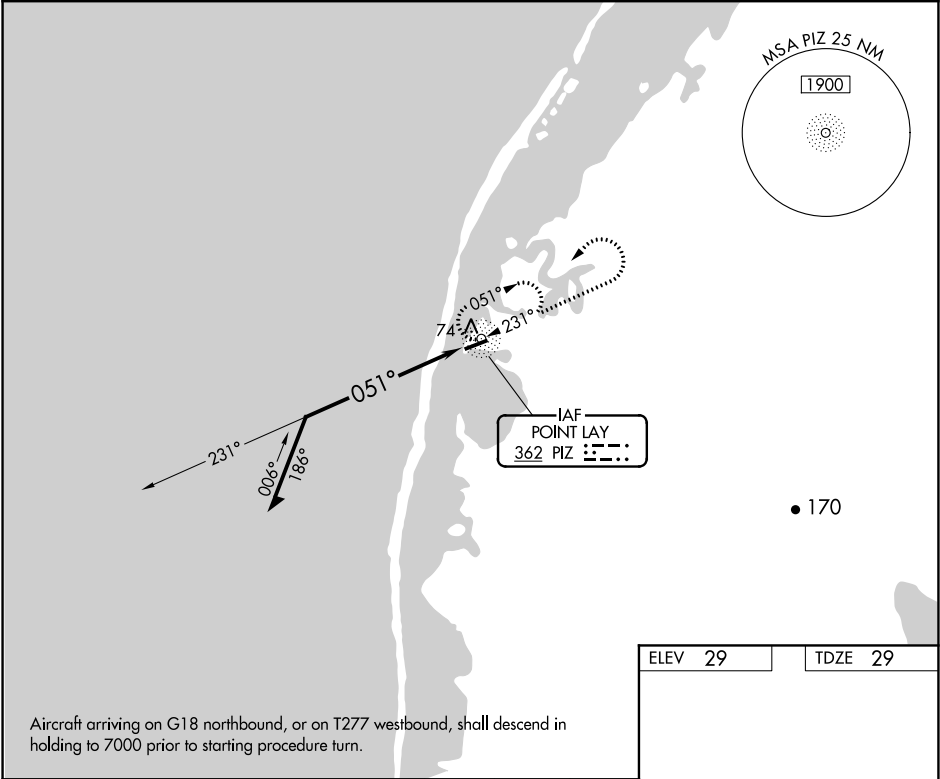 MSA PIZ 25 NM
1900
051°
231°
74
051°
231°
006°
186°
IAF
POINT LAY
362 PIZ
170
ELEV 29
TDZE 29
Aircraft arriving on G18 northbound, or on T277 westbound, shall descend in
holding to 7000 prior to starting procedure turn.